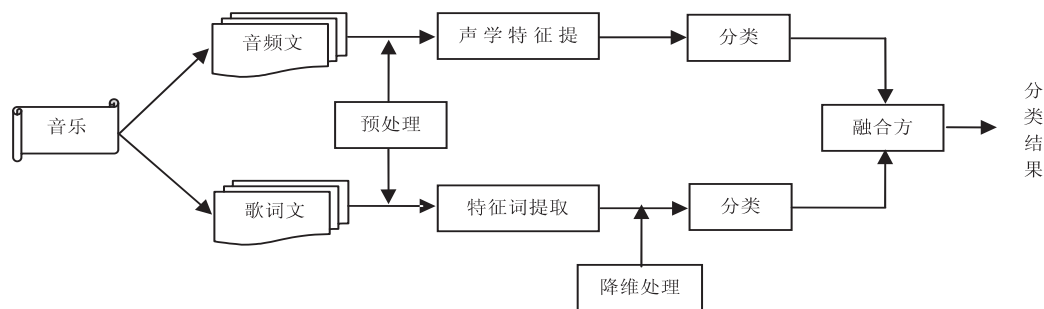 音频文
声学特征提
分类
音乐
预处理
融合方
分类结果
歌词文
特征词提取
分类
降维处理